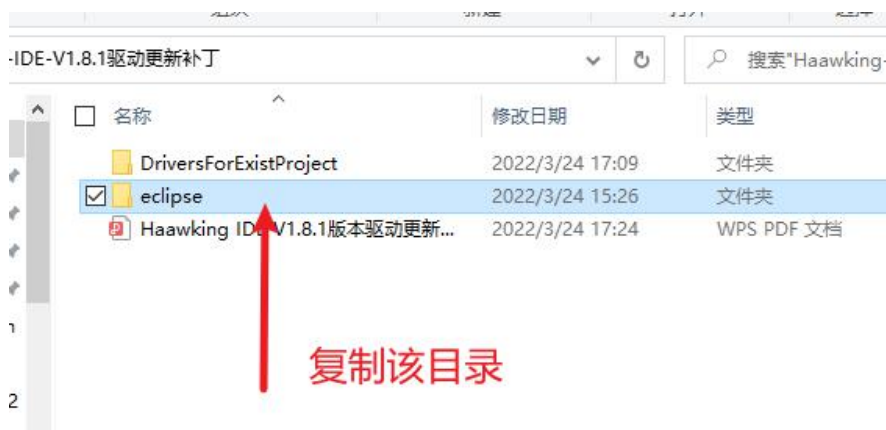 -IDE-V1.8.1驱动更新补丁
搜索"Haawking-
名称 修改日期 类型
DriversForExistProject 2022/3/24 17:09 文件夹
eclipse 2022/3/24 15:26 文件夹
Haawking IDE-V1.8.1版本驱动更新... 2022/3/24 17:24 WPS PDF 文档
复制该目录
2